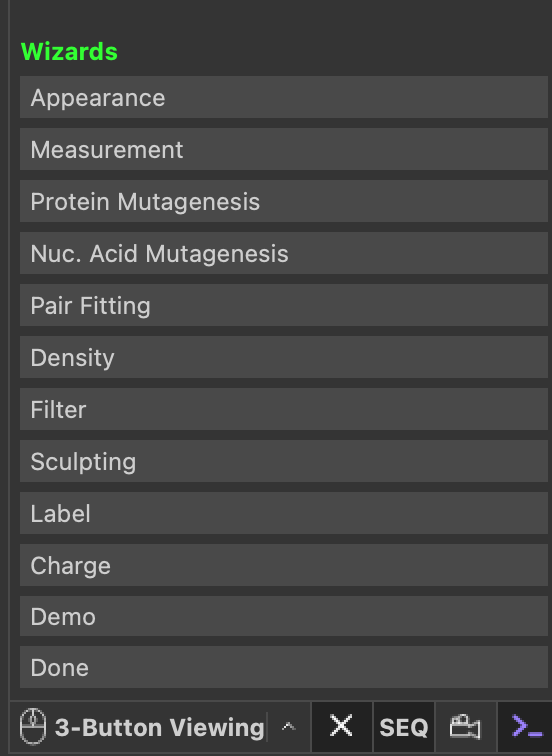 Wizards
Appearance
Measurement
Protein Mutagenesis
Nuc. Acid Mutagenesis
Pair Fitting
Density
Filter
Sculpting
Label
Charge
Demo
Done
3-Button Viewing SEQ